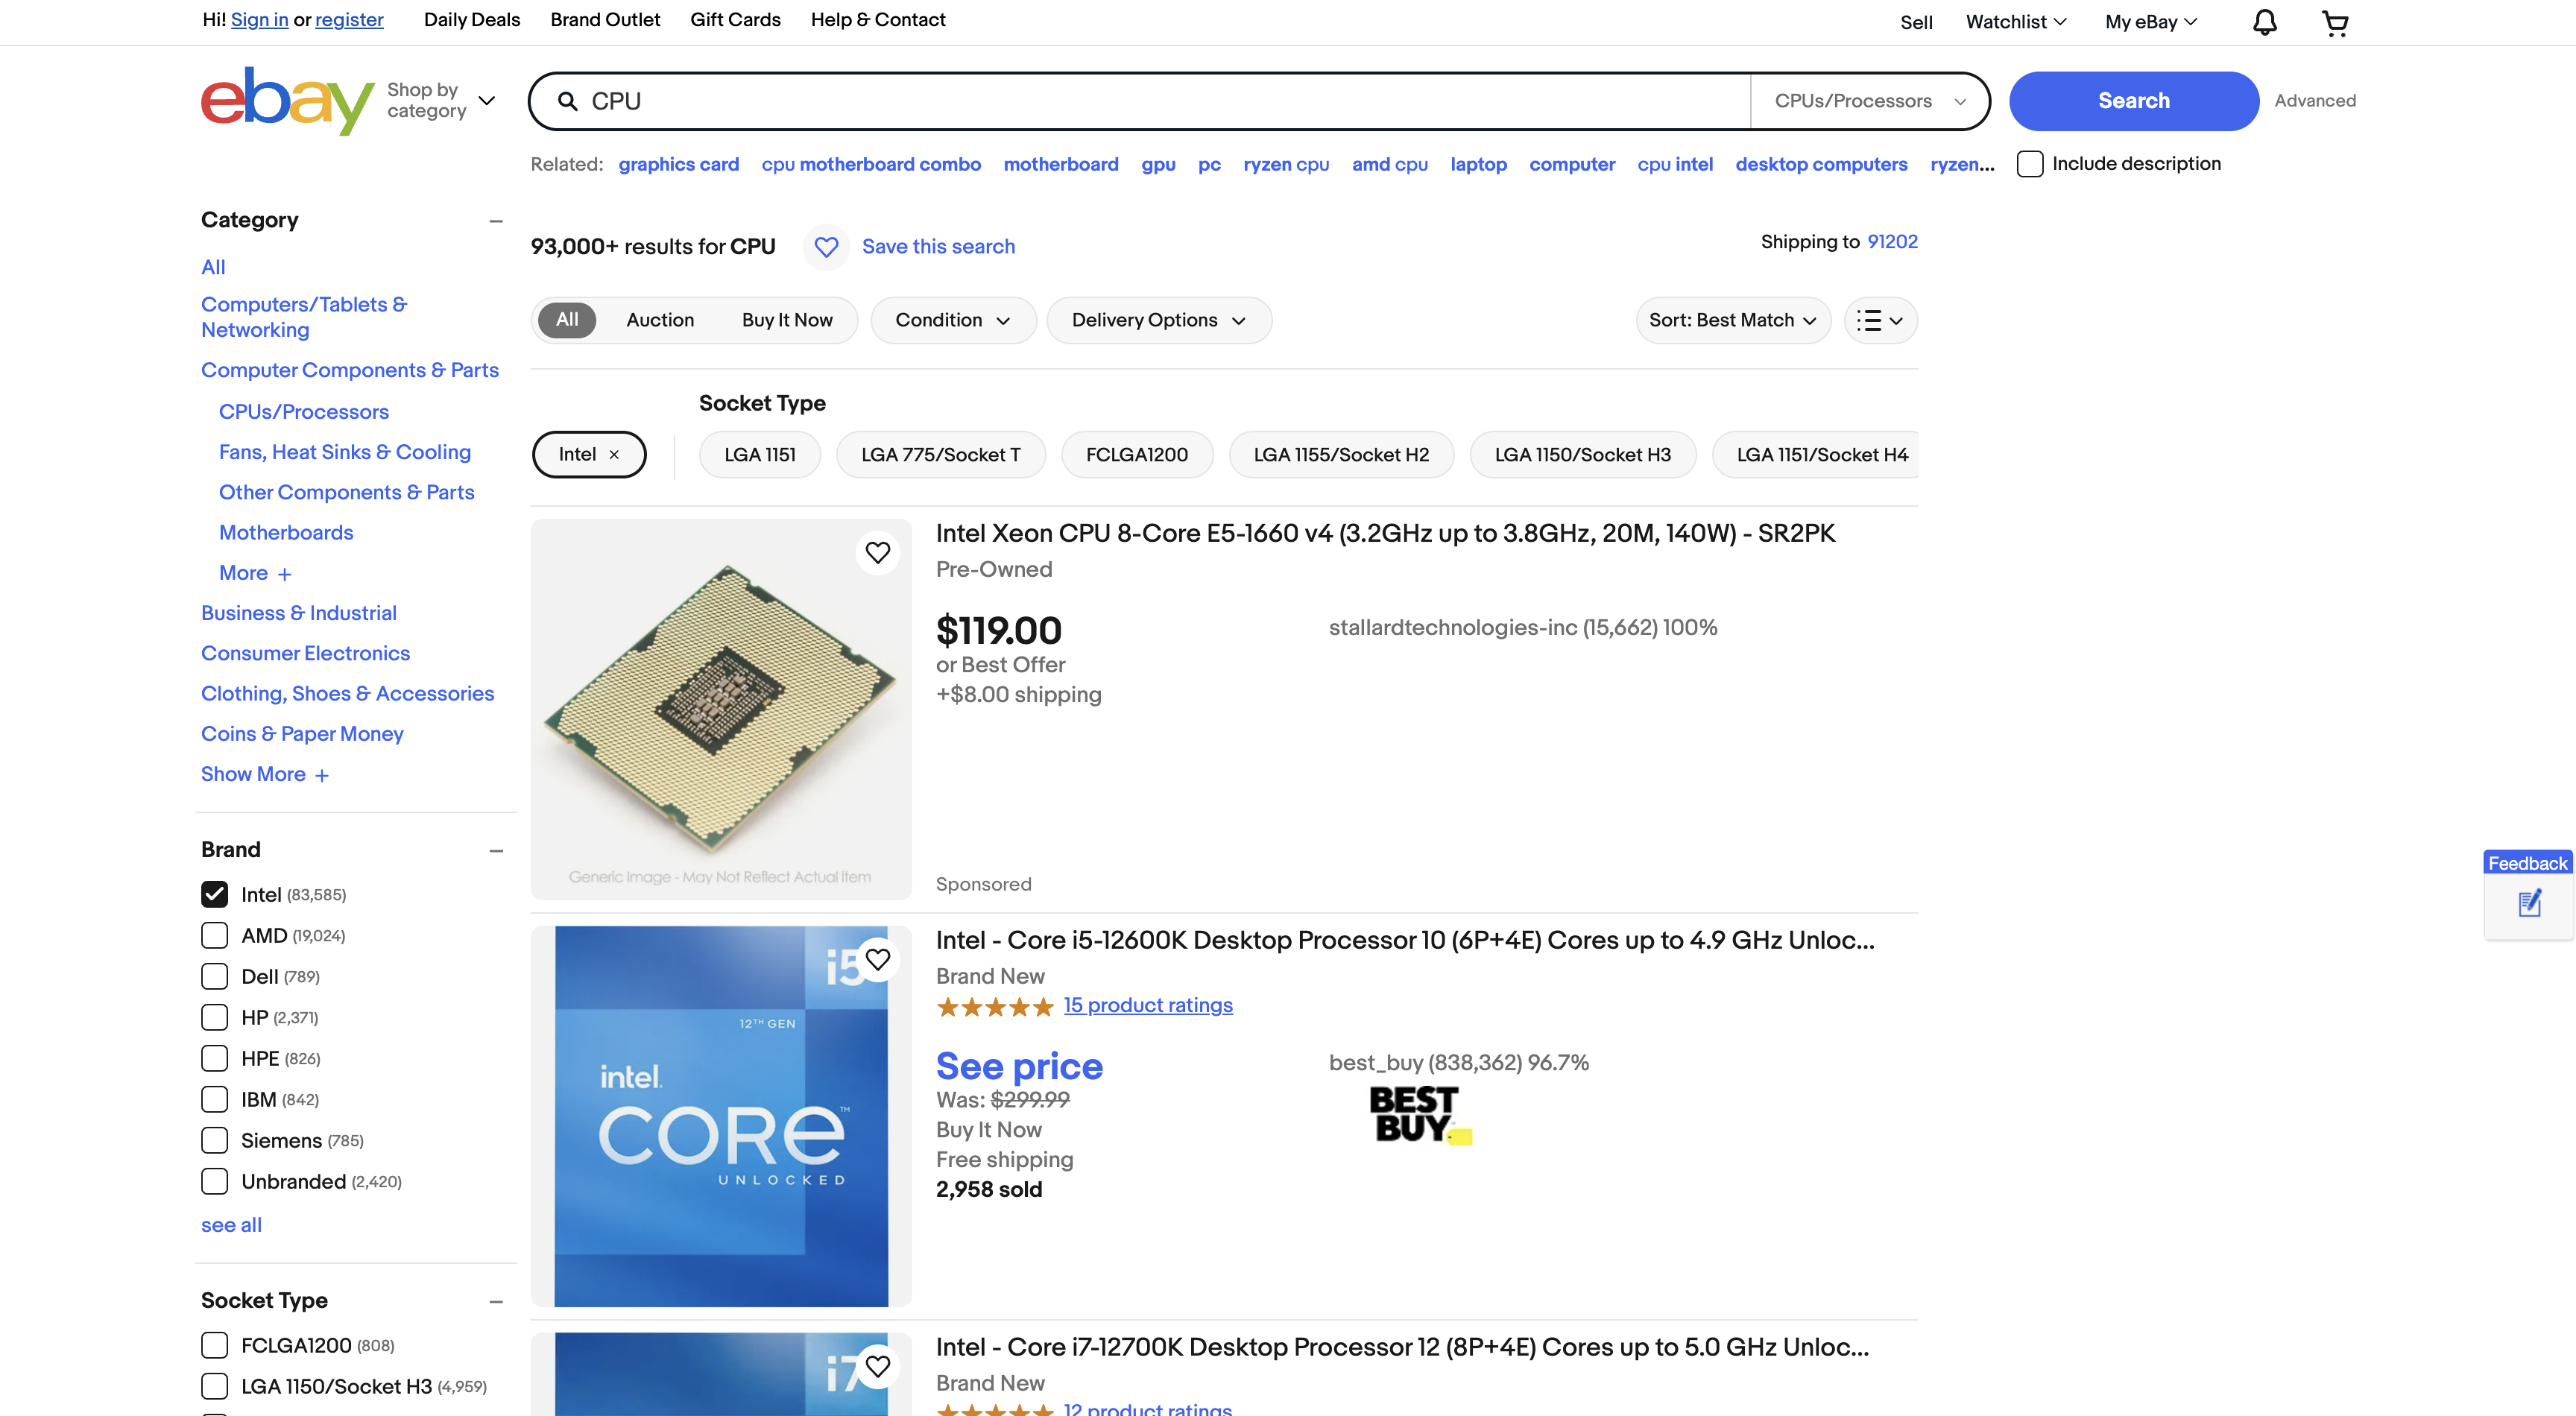 Hi! Sign in or register Daily Deals Brand Outlet Gift Cards Help & Contact Sell Watchlist My eBay
ebay Shop by category CPU CPUs/Processors Search Advanced
Related: graphics card cpu motherboard combo motherboard gpu pc ryzen cpu amd cpu laptop computer cpu intel desktop computers ryzen... Include description
Category
All
Computers/Tablets &
Networking
Computer Components & Parts
CPUs/Processors
Fans, Heat Sinks & Cooling
Other Components & Parts
Motherboards
More +
Business & Industrial
Consumer Electronics
Clothing, Shoes & Accessories
Coins & Paper Money
Show More +
Brand
Intel (83,585)
AMD (19,024)
Dell (789)
HP (2,371)
HPE (826)
IBM (842)
Siemens (785)
Unbranded (2,420)
see all
Socket Type
FCLGA1200 (808)
LGA 1150/Socket H3 (4,959)
93,000+ results for CPU Save this search Shipping to 91202
All Auction Buy It Now Condition Delivery Options Sort: Best Match
Socket Type
Intel × LGA 1151 LGA 775/Socket T FCLGA1200 LGA 1155/Socket H2 LGA 1150/Socket H3 LGA 1151/Socket H4
Generic Image - May Not Reflect Actual Item
Intel Xeon CPU 8-Core E5-1660 v4 (3.2GHz up to 3.8GHz, 20M, 140W) - SR2PK
Pre-Owned
$119.00 stallardtechnologies-inc (15,662) 100%
or Best Offer
+$8.00 shipping
Sponsored
i5
12TH GEN
intel.
CORE™
UNLOCKED
Intel - Core i5-12600K Desktop Processor 10 (6P+4E) Cores up to 4.9 GHz Unloc...
Brand New
15 product ratings
See price best_buy (838,362) 96.7%
Was: $299.99 BEST
Buy It Now BUY
Free shipping
2,958 sold
i7
Intel - Core i7-12700K Desktop Processor 12 (8P+4E) Cores up to 5.0 GHz Unloc...
Brand New
12 product ratings
Feedback